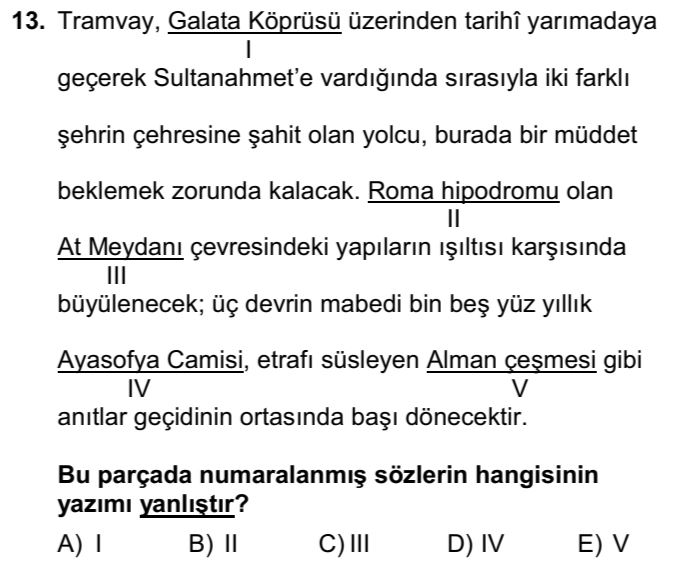 13. Tramvay, Galata Köprüsü üzerinden tarihî yarımadaya
I
geçerek Sultanahmet’e vardığında sırasıyla iki farklı
şehrin çehresine şahit olan yolcu, burada bir müddet
beklemek zorunda kalacak. Roma hipodromu olan
II
At Meydanı çevresindeki yapıların ışıltısı karşısında
III
büyülenecek; üç devrin mabedi bin beş yüz yıllık
Ayasofya Camisi, etrafı süsleyen Alman çeşmesi gibi
IV V
anıtlar geçidinin ortasında başı dönecektir.
Bu parçada numaralanmış sözlerin hangisinin
yazımı yanlıştır?
A) I B) II C) III D) IV E) V